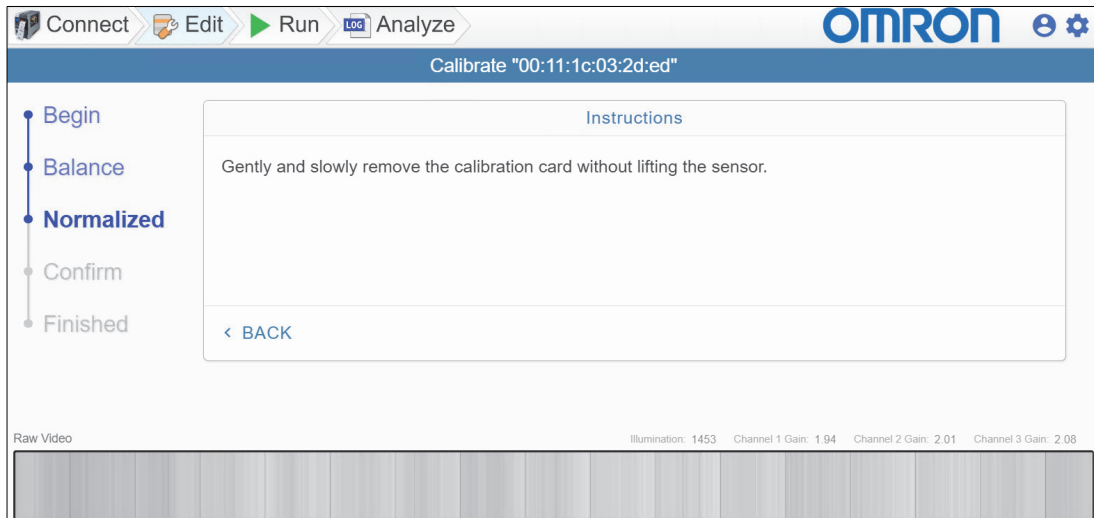 Connect Edit Run LOG Analyze OMRON
Calibrate "00:11:1c:03:2d:ed"
Begin
Balance
Normalized
Confirm
Finished
Instructions
Gently and slowly remove the calibration card without lifting the sensor.
< BACK
Raw Video
Illumination: 1453 Channel 1 Gain: 1.94 Channel 2 Gain: 2.01 Channel 3 Gain: 2.08